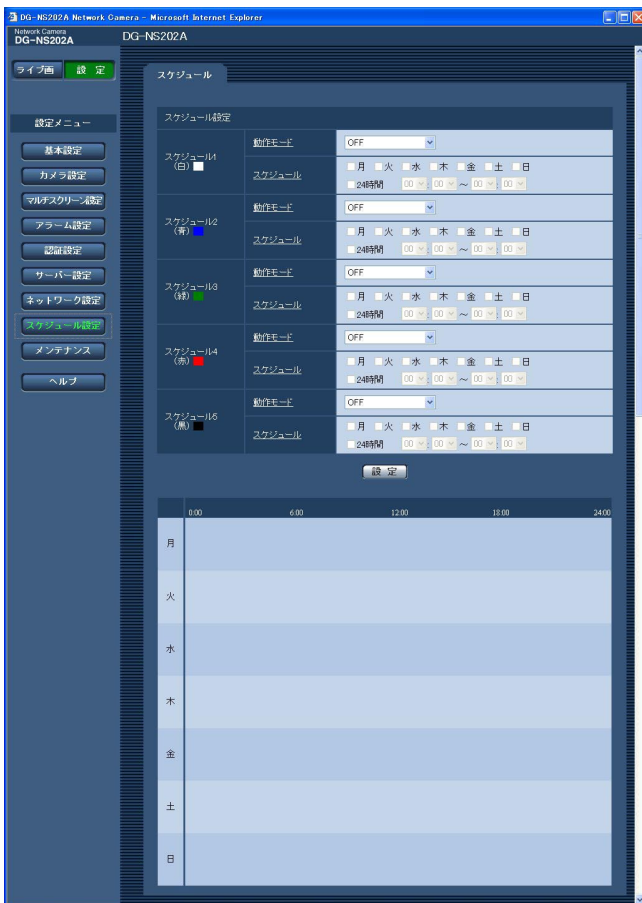 DG-NS202A Network Camera - Microsoft Internet Explorer
Network Camera
DG-NS202A
DG-NS202A
ライブ画 設 定
設定メニュー
基本設定
カメラ設定
マルチスクリーン設定
アラーム設定
認証設定
サーバー設定
ネットワーク設定
スケジュール設定
メンテナンス
ヘルプ
スケジュール
スケジュール設定
スケジュール1
(白)
動作モード OFF
スケジュール 月 火 水 木 金 土 日
24時間 00 : 00 ~ 00 : 00
スケジュール2
(青)
動作モード OFF
スケジュール 月 火 水 木 金 土 日
24時間 00 : 00 ~ 00 : 00
スケジュール3
(緑)
動作モード OFF
スケジュール 月 火 水 木 金 土 日
24時間 00 : 00 ~ 00 : 00
スケジュール4
(赤)
動作モード OFF
スケジュール 月 火 水 木 金 土 日
24時間 00 : 00 ~ 00 : 00
スケジュール5
(黒)
動作モード OFF
スケジュール 月 火 水 木 金 土 日
24時間 00 : 00 ~ 00 : 00
設 定
0:00 6:00 12:00 18:00 24:00
月
火
水
木
金
土
日